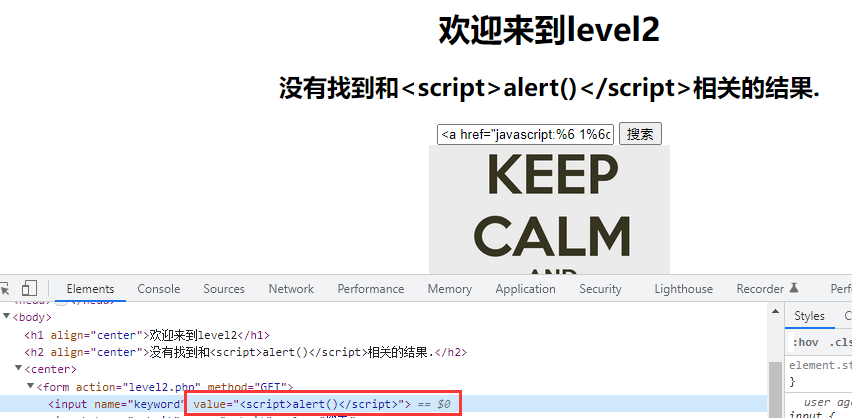 欢迎来到level2
没有找到和<script>alert()</script>相关的结果.
<a href="javascript:%6 1%6c 搜索
KEEP
CALM
AND
Elements Console Sources Network Performance Memory Application Security Lighthouse Recorder
<body>
<h1 align="center">欢迎来到level2</h1>
<h2 align="center">没有找到和<script>alert()</script>相关的结果.</h2>
<center>
<form action="level2.php" method="GET">
<input name="keyword" value="<script>alert()</script>"> == $0
Styles
:hov .cls
element.st
}
user age
input {